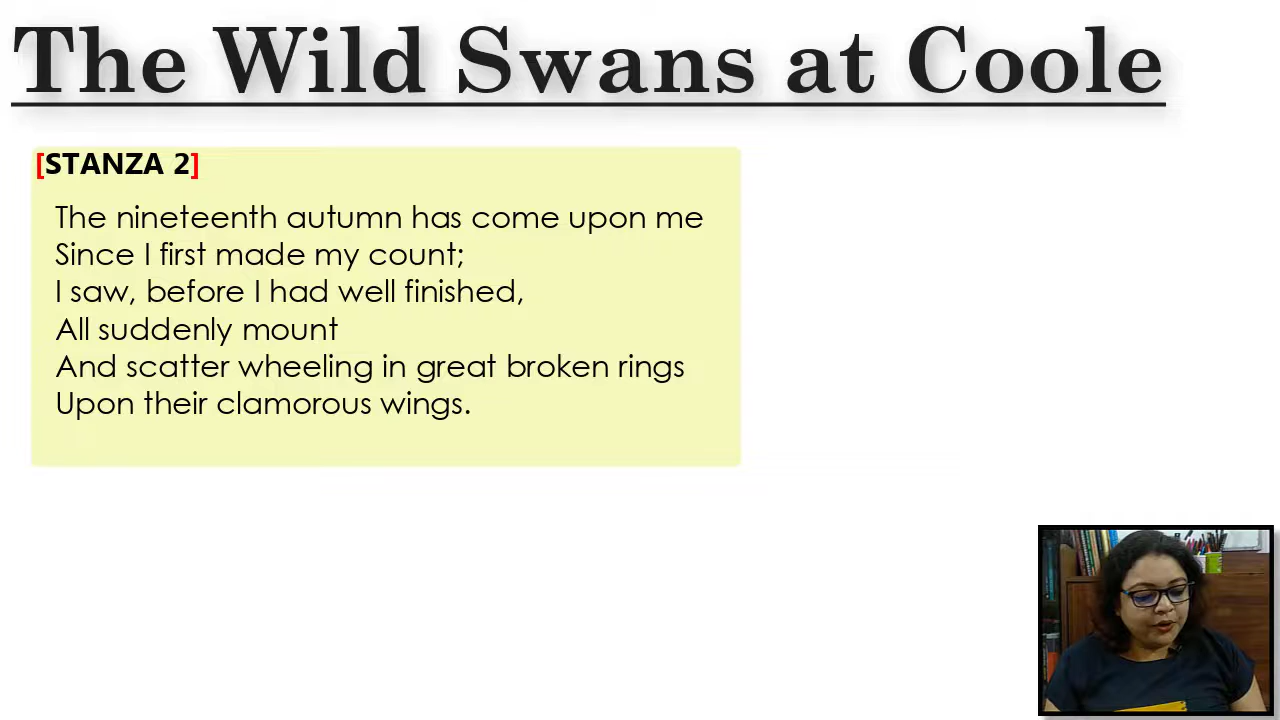 The Wild Swans at Coole
[STANZA 2]
The nineteenth autumn has come upon me
Since I first made my count;
I saw, before I had well finished,
All suddenly mount
And scatter wheeling in great broken rings
Upon their clamorous wings.